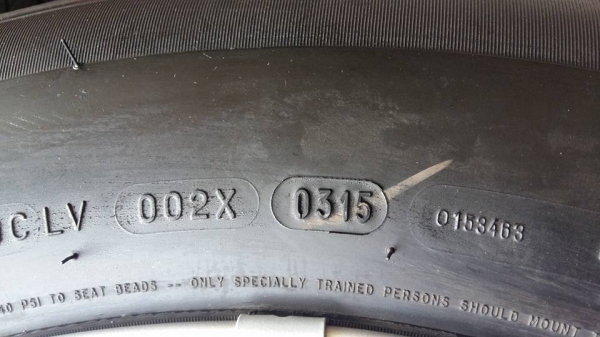 CLV 002X 0315 0153463
40 PSI TO SEAT BEADS -- ONLY SPECIALLY TRAINED PERSONS SHOULD MOUNT